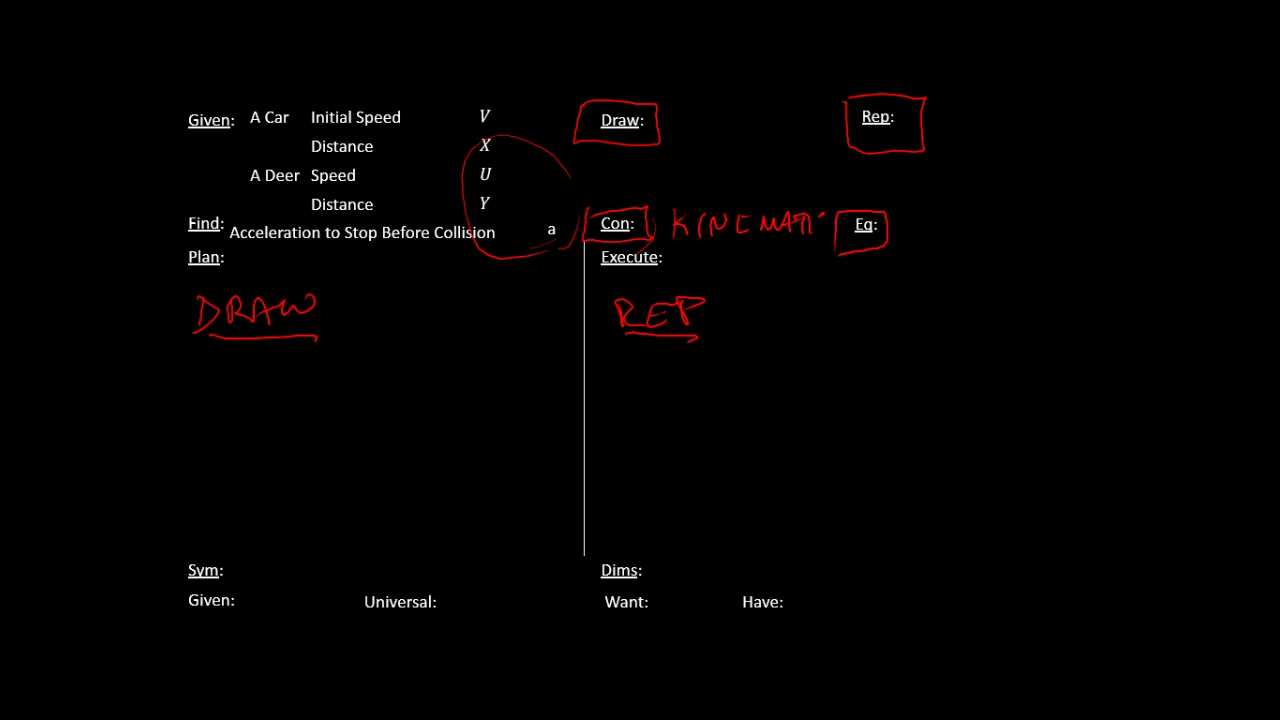 Given: A Car Initial Speed V Draw: Rep:
Distance X
A Deer Speed U
Distance Y
Find: Acceleration to Stop Before Collision a Con: KINEMATI Eq:
Plan: Execute:
DRAW REP
Sym: Dims:
Given: Universal: Want: Have: